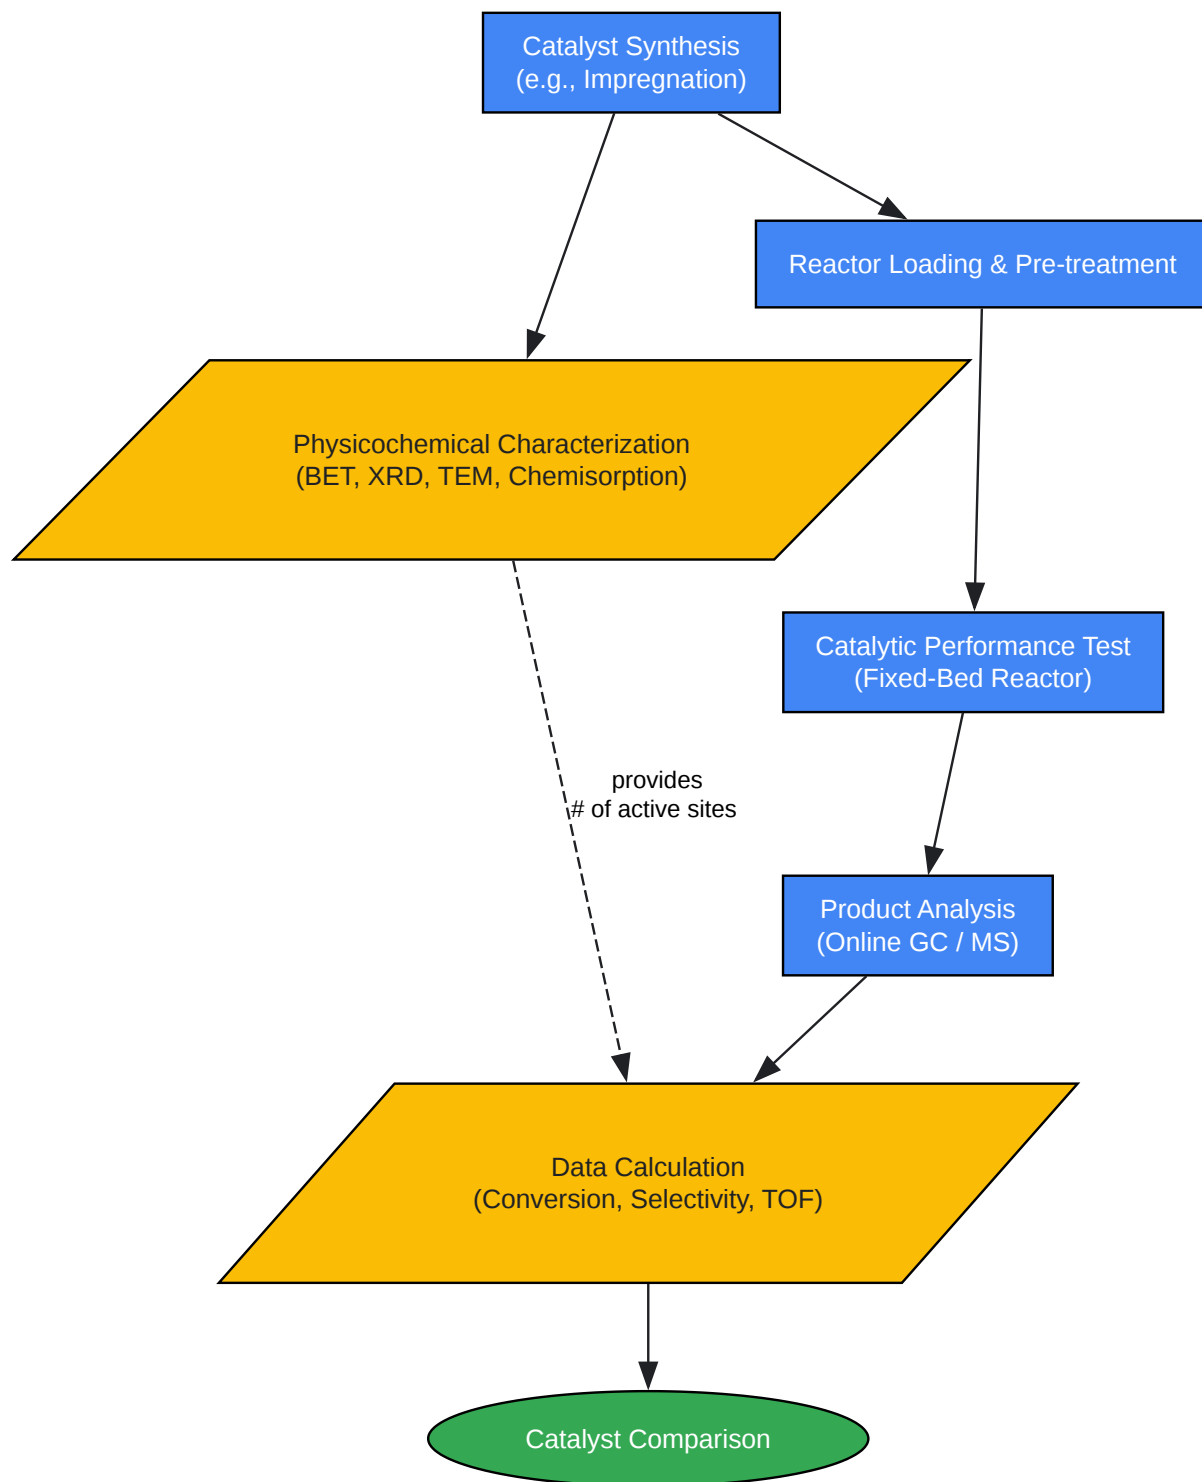 Catalyst Synthesis
(e.g., Impregnation)
Reactor Loading & Pre-treatment
Physicochemical Characterization
(BET, XRD, TEM, Chemisorption)
Catalytic Performance Test
(Fixed-Bed Reactor)
provides
# of active sites
Product Analysis
(Online GC / MS)
Data Calculation
(Conversion, Selectivity, TOF)
Catalyst Comparison